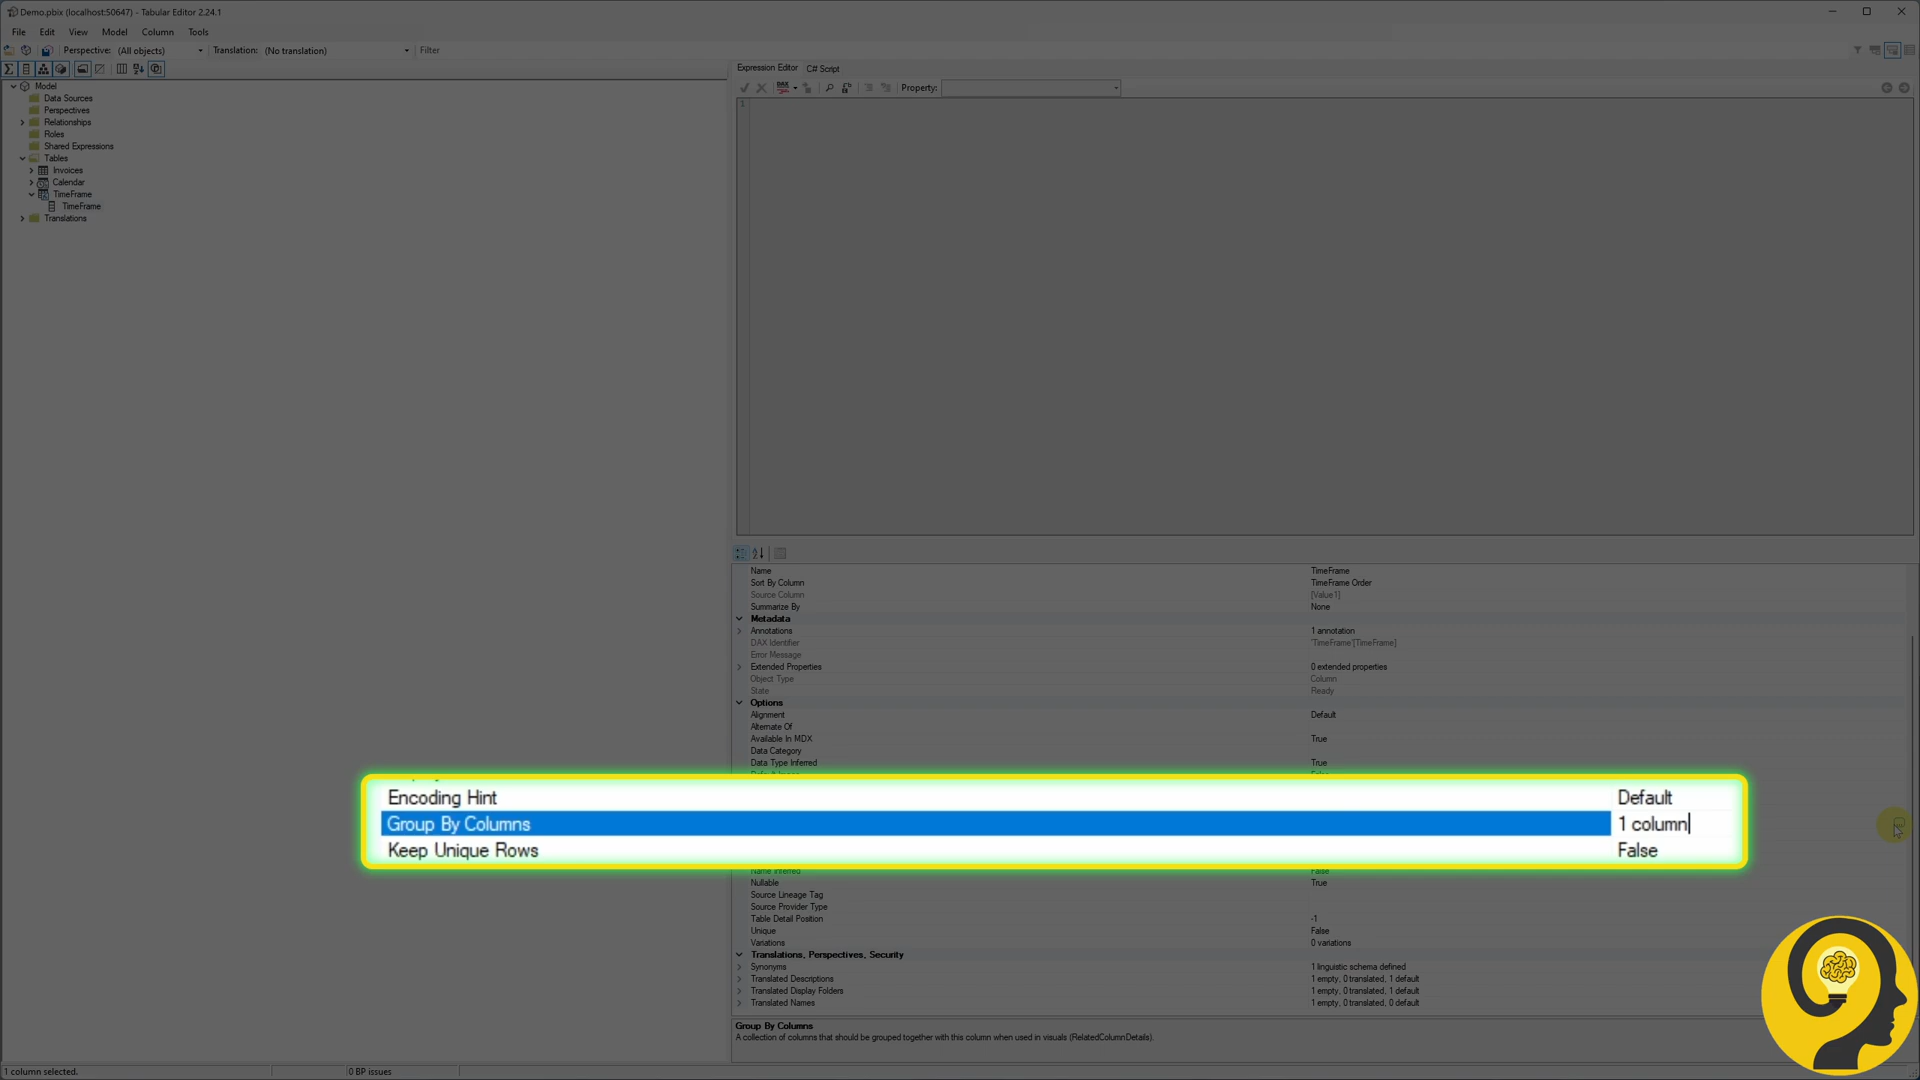 Demo.pbix (localhost:50647) - Tabular Editor 2.24.1
File Edit View Model Column Tools
Perspective: (All objects) Translation: (No translation) Filter
Model
Data Sources
Perspectives
Relationships
Roles
Shared Expressions
Tables
Invoices
Calendar
TimeFrame
TimeFrame
Translations
Expression Editor C# Script
DAX Property:
1
Name TimeFrame
Sort By Column TimeFrame Order
Source Column [Value1]
Summarize By None
Metadata
Annotations 1 annotation
DAX Identifier 'TimeFrame'[TimeFrame]
Error Message
Extended Properties 0 extended properties
Object Type Column
State Ready
Options
Alignment Default
Alternate Of
Available In MDX True
Data Category
Data Type Inferred True
Encoding Hint Default
Group By Columns 1 column
Keep Unique Rows False
Name Inferred False
Nullable True
Source Lineage Tag
Source Provider Type
Table Detail Position -1
Unique False
Variations 0 variations
Translations, Perspectives, Security
Synonyms 1 linguistic schema defined
Translated Descriptions 1 empty, 0 translated, 1 default
Translated Display Folders 1 empty, 0 translated, 1 default
Translated Names 1 empty, 0 translated, 0 default
Group By Columns
A collection of columns that should be grouped together with this column when used in visuals (RelatedColumnDetails).
1 column selected. 0 BP issues